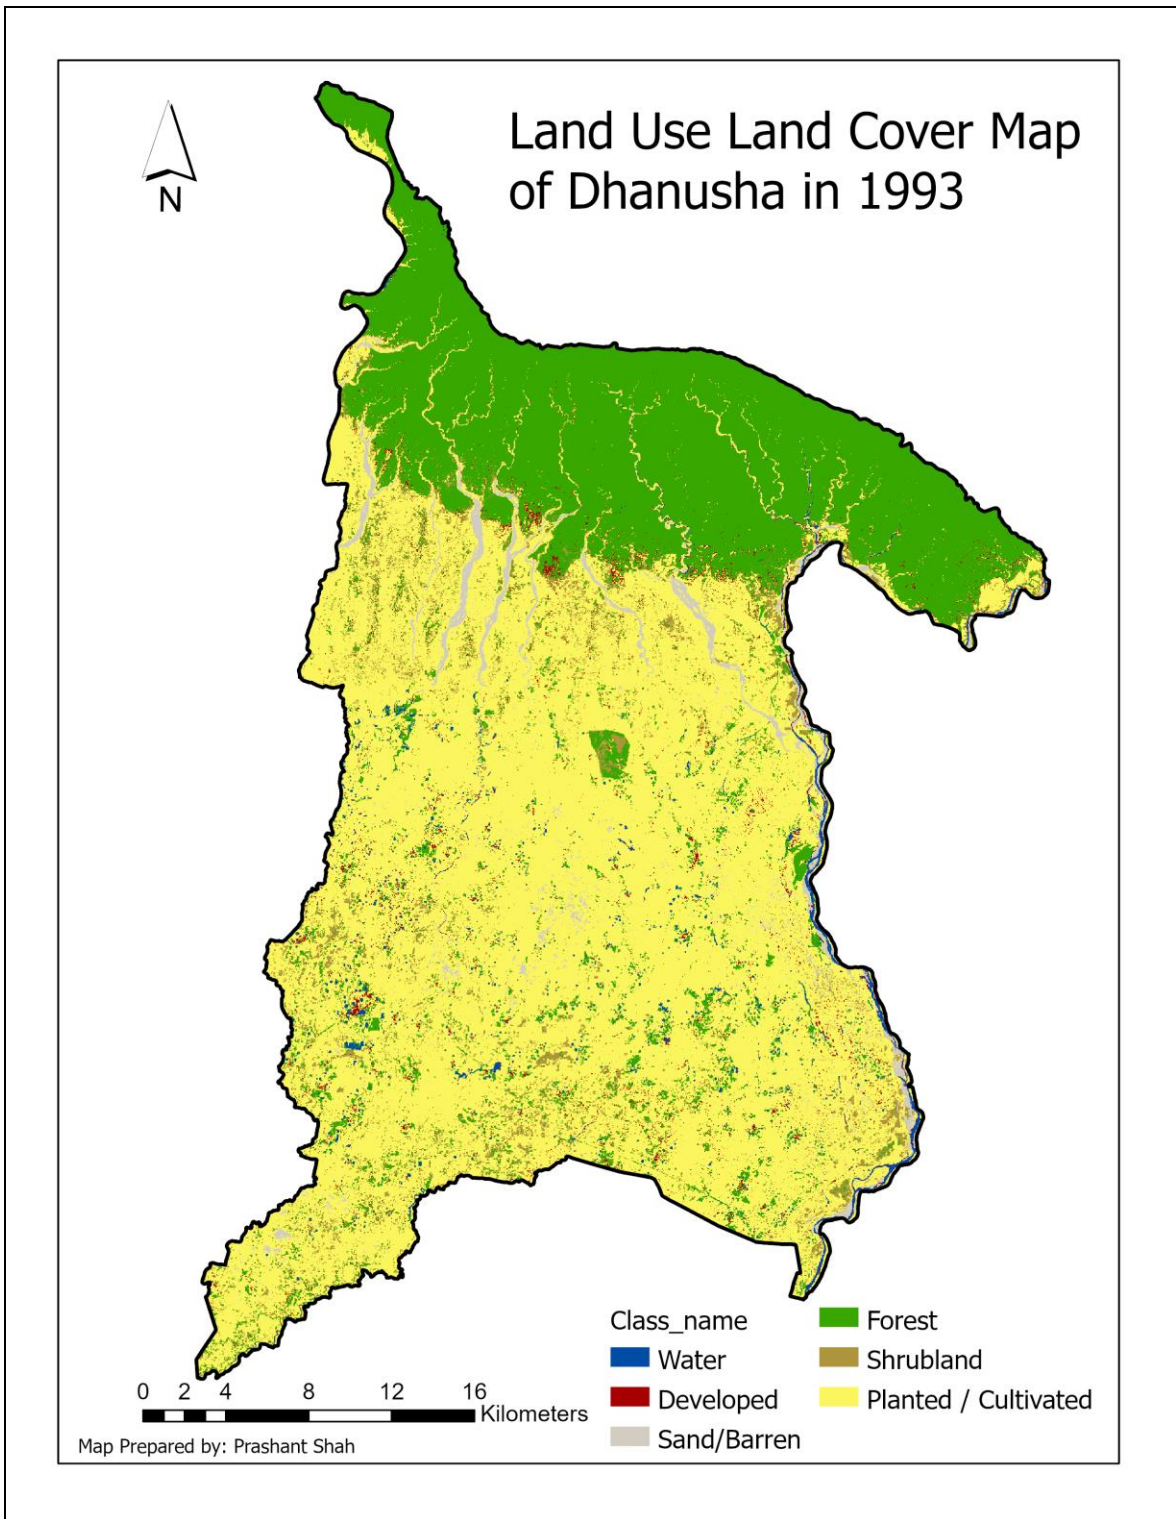 Land Use Land Cover Map
of Dhanusha in 1993
N
Class_name
Water
Developed
Sand/Barren
Forest
Shrubland
Planted / Cultivated
0 2 4 8 12 16
Kilometers
Map Prepared by: Prashant Shah